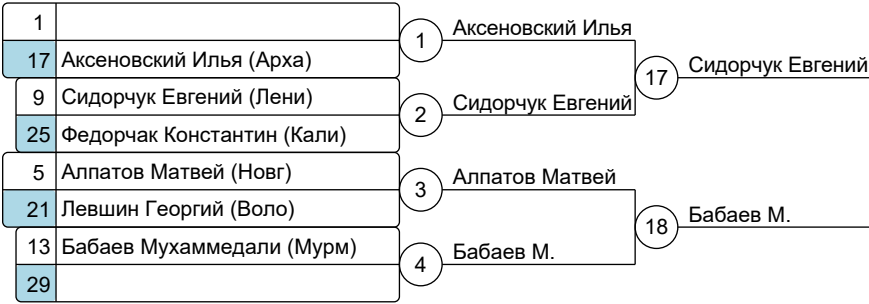 1
1
Аксеновский Илья
17 Аксеновский Илья (Арха)
17
Сидорчук Евгений
9 Сидорчук Евгений (Лени)
2
Сидорчук Евгений
25 Федорчак Константин (Кали)
5 Алпатов Матвей (Новг)
3
Алпатов Матвей
21 Левшин Георгий (Воло)
18
Бабаев М.
13 Бабаев Мухаммедали (Мурм)
4
Бабаев М.
29